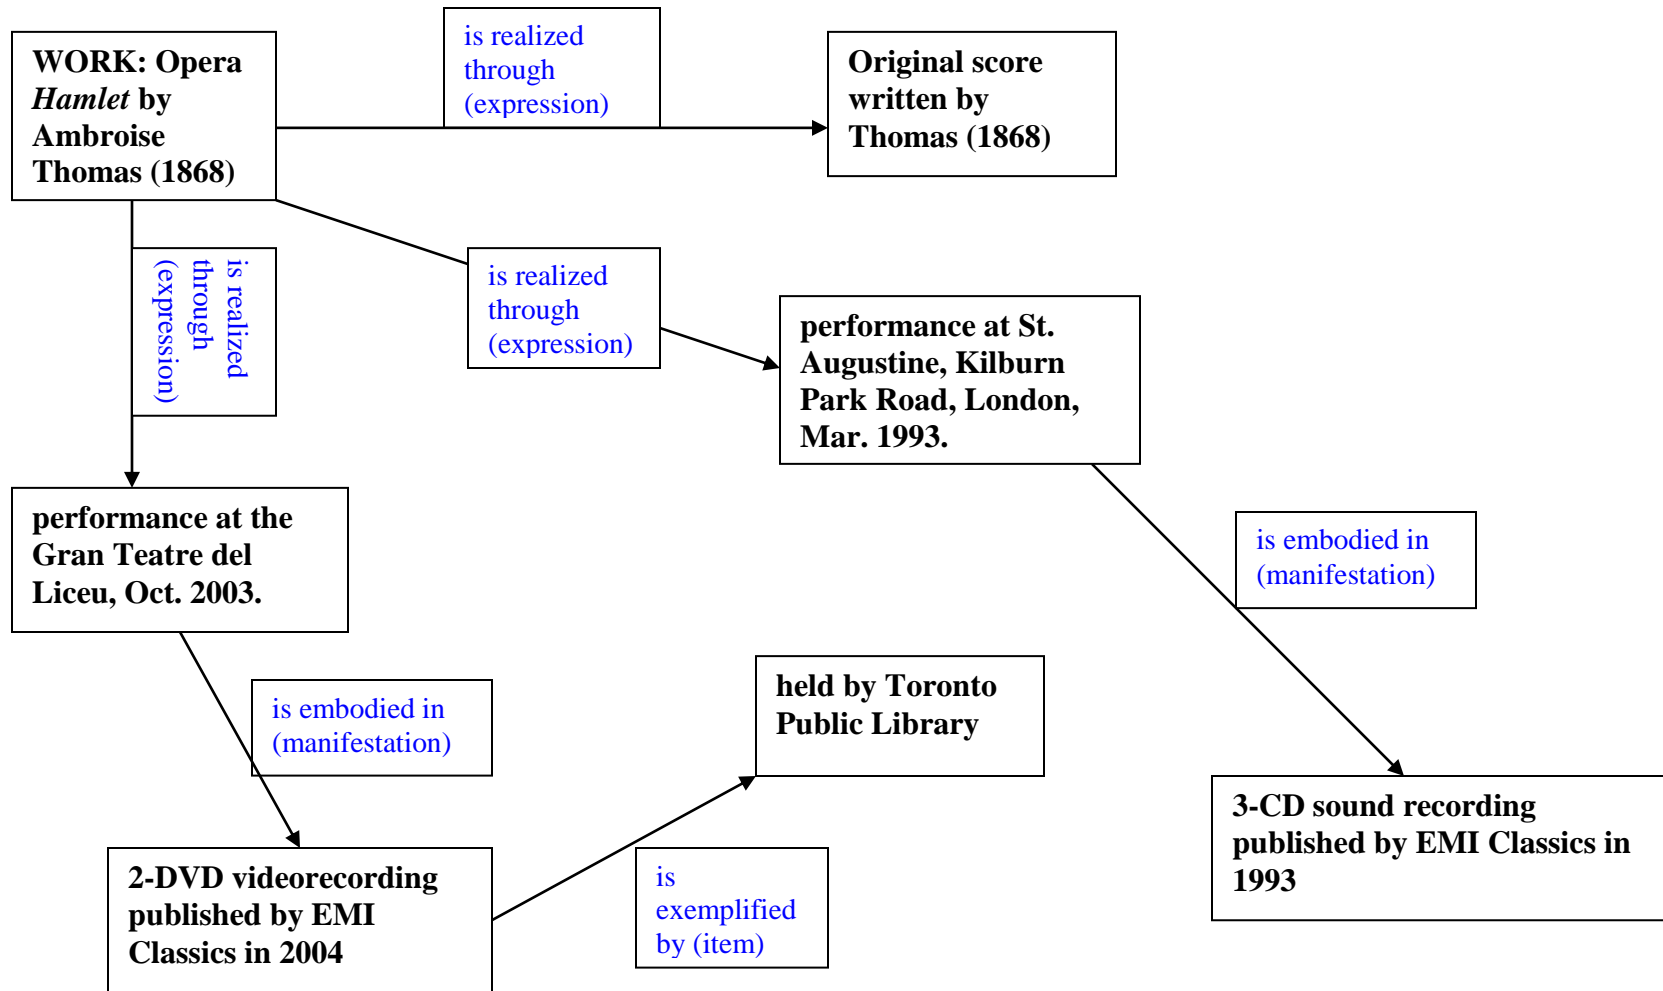 WORK: Opera
Hamlet by
Ambroise
Thomas (1868)
is realized
through
(expression)
Original score
written by
Thomas (1868)
is realized
through
(expression)
is realized
through
(expression)
performance at St.
Augustine, Kilburn
Park Road, London,
Mar. 1993.
performance at the
Gran Teatre del
Liceu, Oct. 2003.
is embodied in
(manifestation)
is embodied in
(manifestation)
held by Toronto
Public Library
3-CD sound recording
published by EMI Classics in
1993
2-DVD videorecording
published by EMI
Classics in 2004
is
exemplified
by (item)